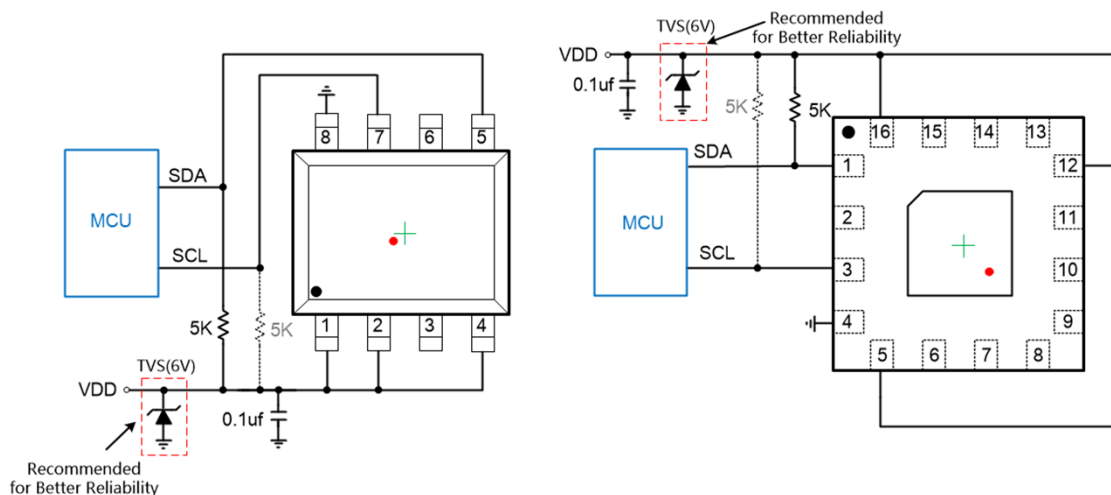 TVS(6V)
Recommended
for Better Reliability
VDD
0.1uf
5K
5K
MCU
SDA
SCL
16
15
14
13
1
2
3
4
12
11
10
9
5
6
7
8
8
7
6
5
MCU
SDA
SCL
5K
5K
1
2
3
4
TVS(6V)
VDD
0.1uf
Recommended
for Better Reliability